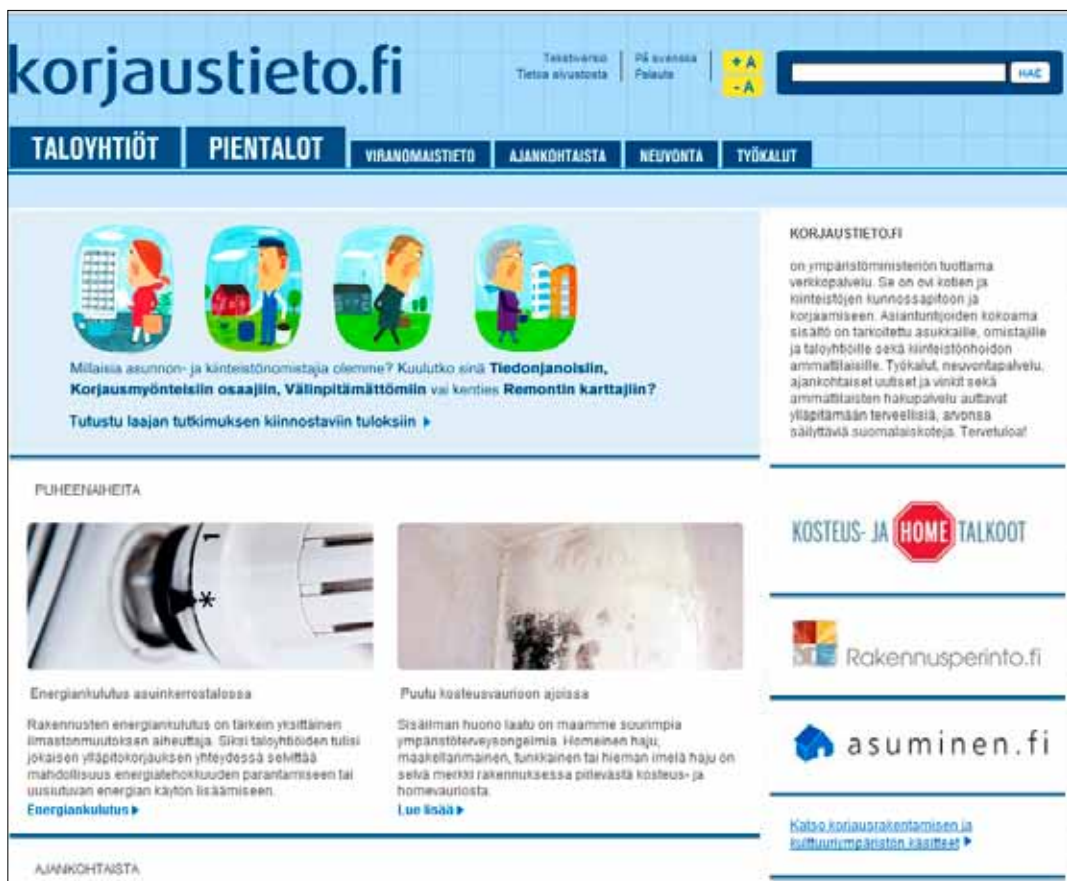 korjaustieto.fi
Tekstiversio
Tietoa sivustosta
På svenska
Palaute
+ A
- A
HAE
TALOYHTIÖT
PIENTALOT
VIRANOMAISTIETO
AJANKOHTAISTA
NEUVONTA
TYÖKALUT
Millaisia asunnon- ja kiinteistönomistajia olemme? Kuulutko sinä Tiedonjanoisiin,
Korjausmyönteisiin osaajiin, Välinpitämättömiin vai kenties Remontin karttajiin?
Tutustu laajan tutkimuksen kiinnostaviin tuloksiin
PUHEENAIHEITA
1
*
Energiankulutus asuinkerrostalossa
Rakennusten energiankulutus on tärkein yksittäinen
ilmastonmuutoksen aiheuttaja. Siksi taloyhtiöiden tulisi
jokaisen ylläpitokorjauksen yhteydessä selvittää
mahdollisuus energiatehokkuuden parantamiseen tai
uusiutuvan energian käytön lisäämiseen.
Energiankulutus
Puutu kosteusvaurioon ajoissa
Sisäilman huono laatu on maamme suurimpia
ympäristöterveysongelmia. Homeinen haju,
maakellarimainen, tunkkainen tai hieman imelä haju on
selvä merkki rakennuksessa piilevästä kosteus- ja
homevauriosta.
Lue lisää
AJANKOHTAISTA
KORJAUSTIETO.FI
on ympäristöministeriön tuottama
verkkopalvelu. Se on ovi kotien ja
kiinteistöjen kunnossapitoon ja
korjaamiseen. Asiantuntijoiden kokoama
sisältö on tarkoitettu asukkaille, omistajille
ja taloyhtiöille sekä kiinteistönhoidon
ammattilaisille. Työkalut, neuvontapalvelu,
ajankohtaiset uutiset ja vinkit sekä
ammattilaisten hakupalvelu auttavat
ylläpitämään terveellisiä, arvonsa
säilyttäviä suomalaiskoteja. Tervetuloa!
KOSTEUS- JA HOME TALKOOT
Rakennusperinto.fi
asuminen.fi
Katso korjausrakentamisen ja
kulttuuriympäristön käsitteet